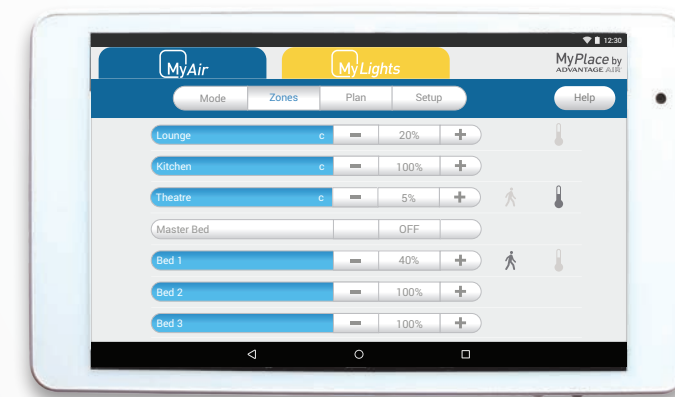 12:30
MyAir
MyLights
MyPlace by
ADVANTAGE AIR
Mode Zones Plan Setup Help
Lounge c 20%
Kitchen c 100%
Theatre c 5%
Master Bed OFF
Bed 1 40%
Bed 2 100%
Bed 3 100%